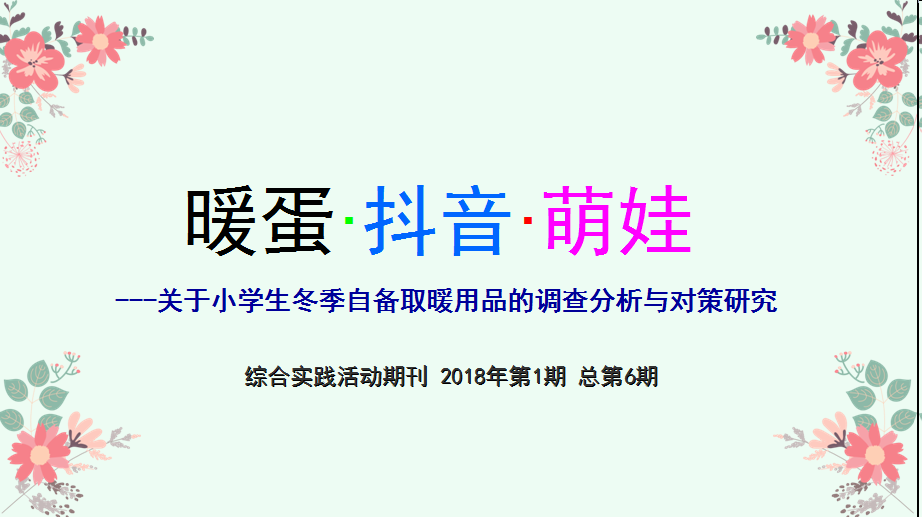 暖蛋·抖音·萌娃
---关于小学生冬季自备取暖用品的调查分析与对策研究
综合实践活动期刊 2018年第1期 总第6期